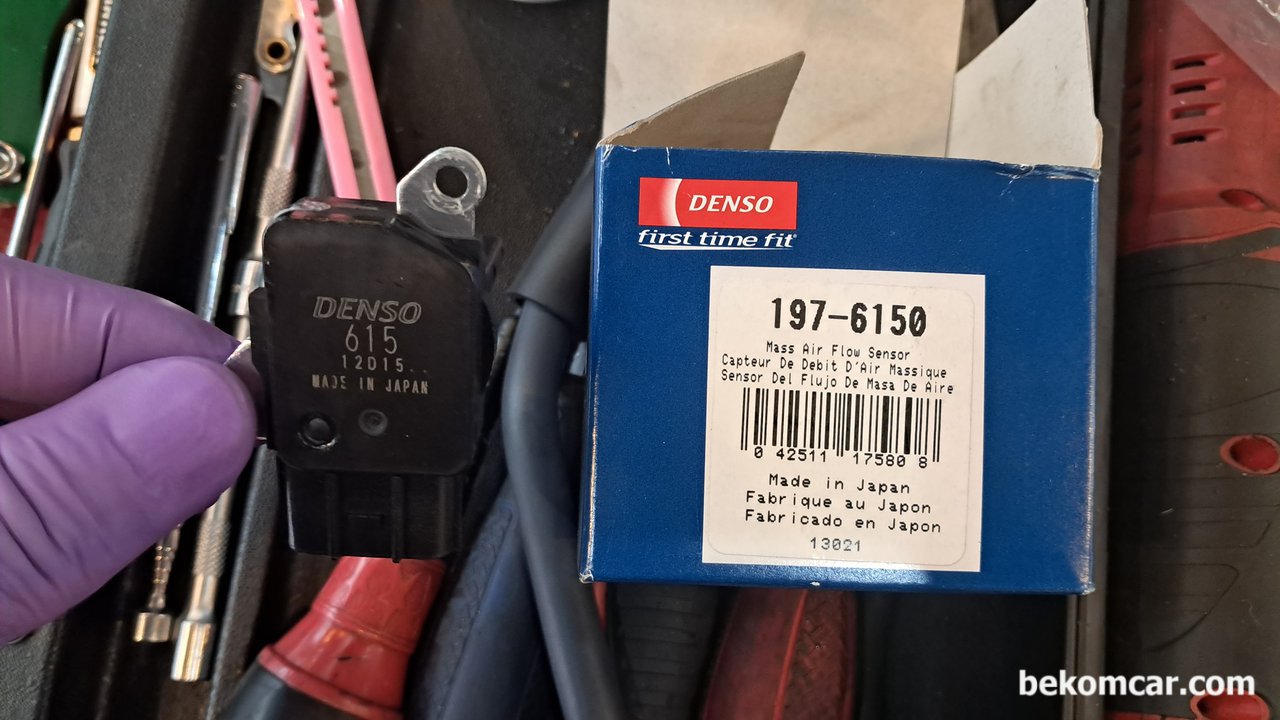 DENSO
615
12D15..
MADE IN JAPAN
DENSO
first time fit®
197-6150
Mass Air Flow Sensor
Capteur De Debit D'Air Massique
Sensor Del Flujo De Masa De Aire
0 42511 17580 8
Made in Japan
Fabrique au Japon
Fabricado en Japon
13021
bekomcar.com